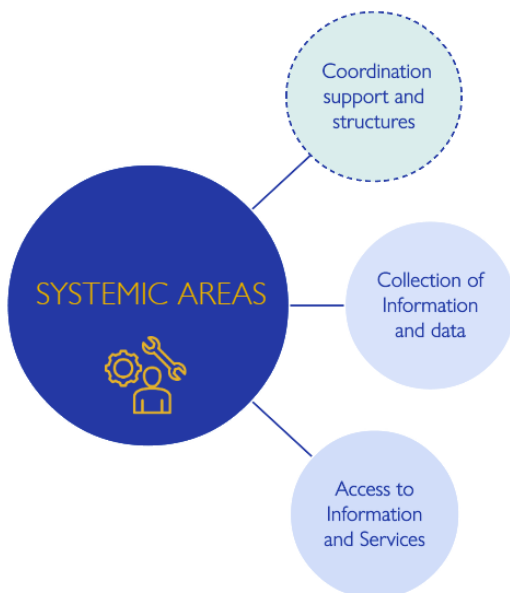 Coordination
support and
structures
SYSTEMIC AREAS
Collection of
Information
and data
Access to
Information
and Services